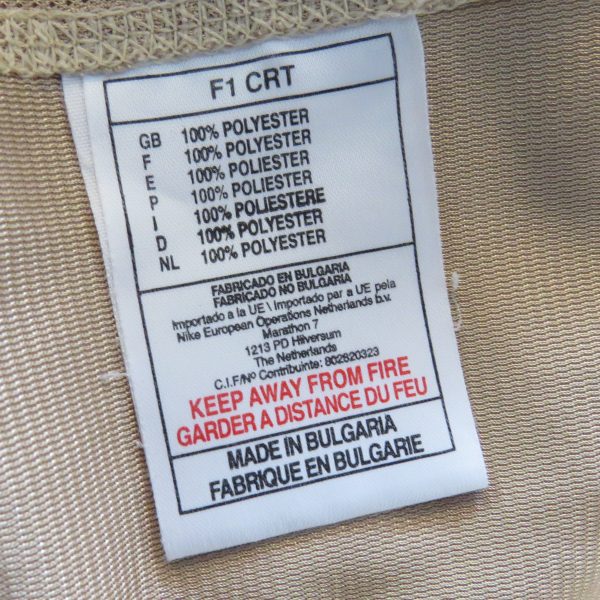 F1 CRT
GB 100% POLYESTER
F 100% POLYESTER
E 100% POLIESTER
P 100% POLIESTER
I 100% POLIESTERE
D 100% POLYESTER
NL 100% POLYESTER
FABRICADO EN BULGARIA
FABRICADO NO BULGARIA
Importado a la UE \ Importado par a UE pela
Nike European Operations Netherlands b.v.
Marathon 7
1213 PD Hilversum
The Netherlands
C.I.F/Nº Contribuinte: 802620323
KEEP AWAY FROM FIRE
GARDER A DISTANCE DU FEU
MADE IN BULGARIA
FABRIQUE EN BULGARIE